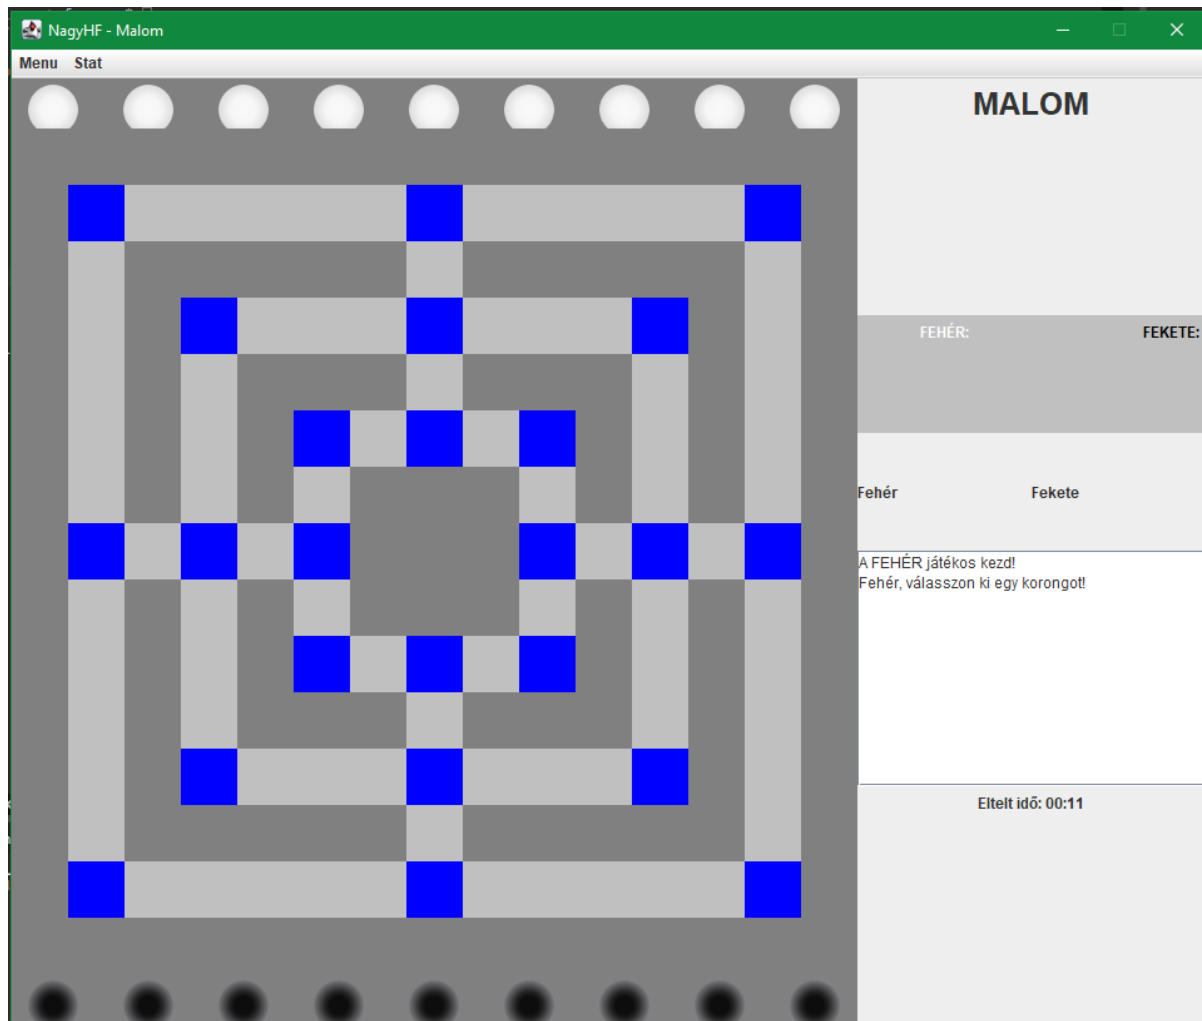 NagyHF - Malom
Menu Stat
MALOM
FEHÉR: FEKETE:
Fehér Fekete
A FEHÉR játékos kezd!
Fehér, válasszon ki egy korongot!
Eltelt idő: 00:11